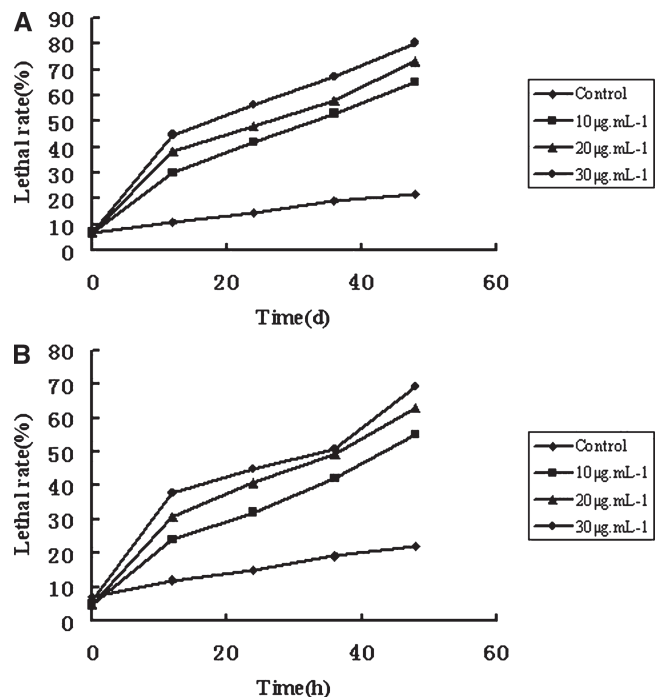 A
90
80
70
60
50
40
30
20
10
0
Lethal rate(%)
0 20 40 60
Time(d)
Control
10μg.mL-1
20μg.mL-1
30μg.mL-1
B
80
70
60
50
40
30
20
10
0
Lethal rate(%)
0 20 40 60
Time(h)
Control
10μg.mL-1
20μg.mL-1
30μg.mL-1